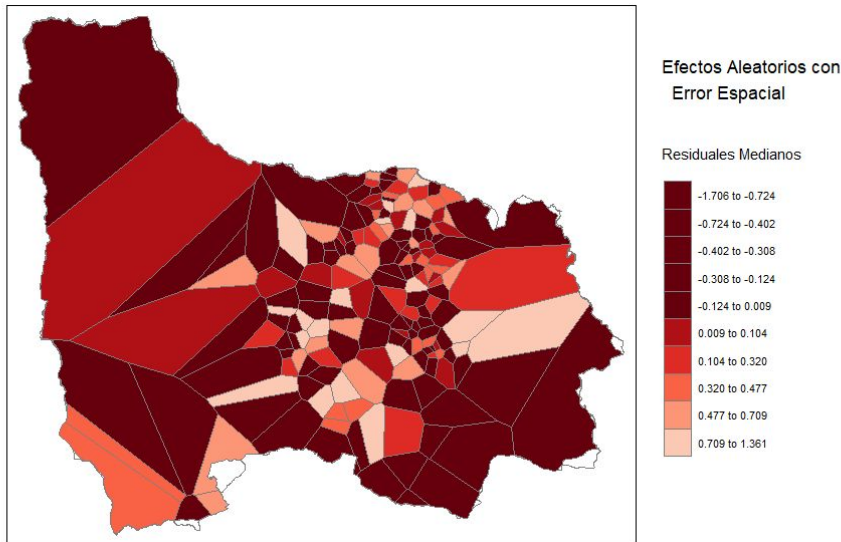 Efectos Aleatorios con
Error Espacial
Residuales Medianos
-1.706 to -0.724
-0.724 to -0.402
-0.402 to -0.308
-0.308 to -0.124
-0.124 to 0.009
0.009 to 0.104
0.104 to 0.320
0.320 to 0.477
0.477 to 0.709
0.709 to 1.361